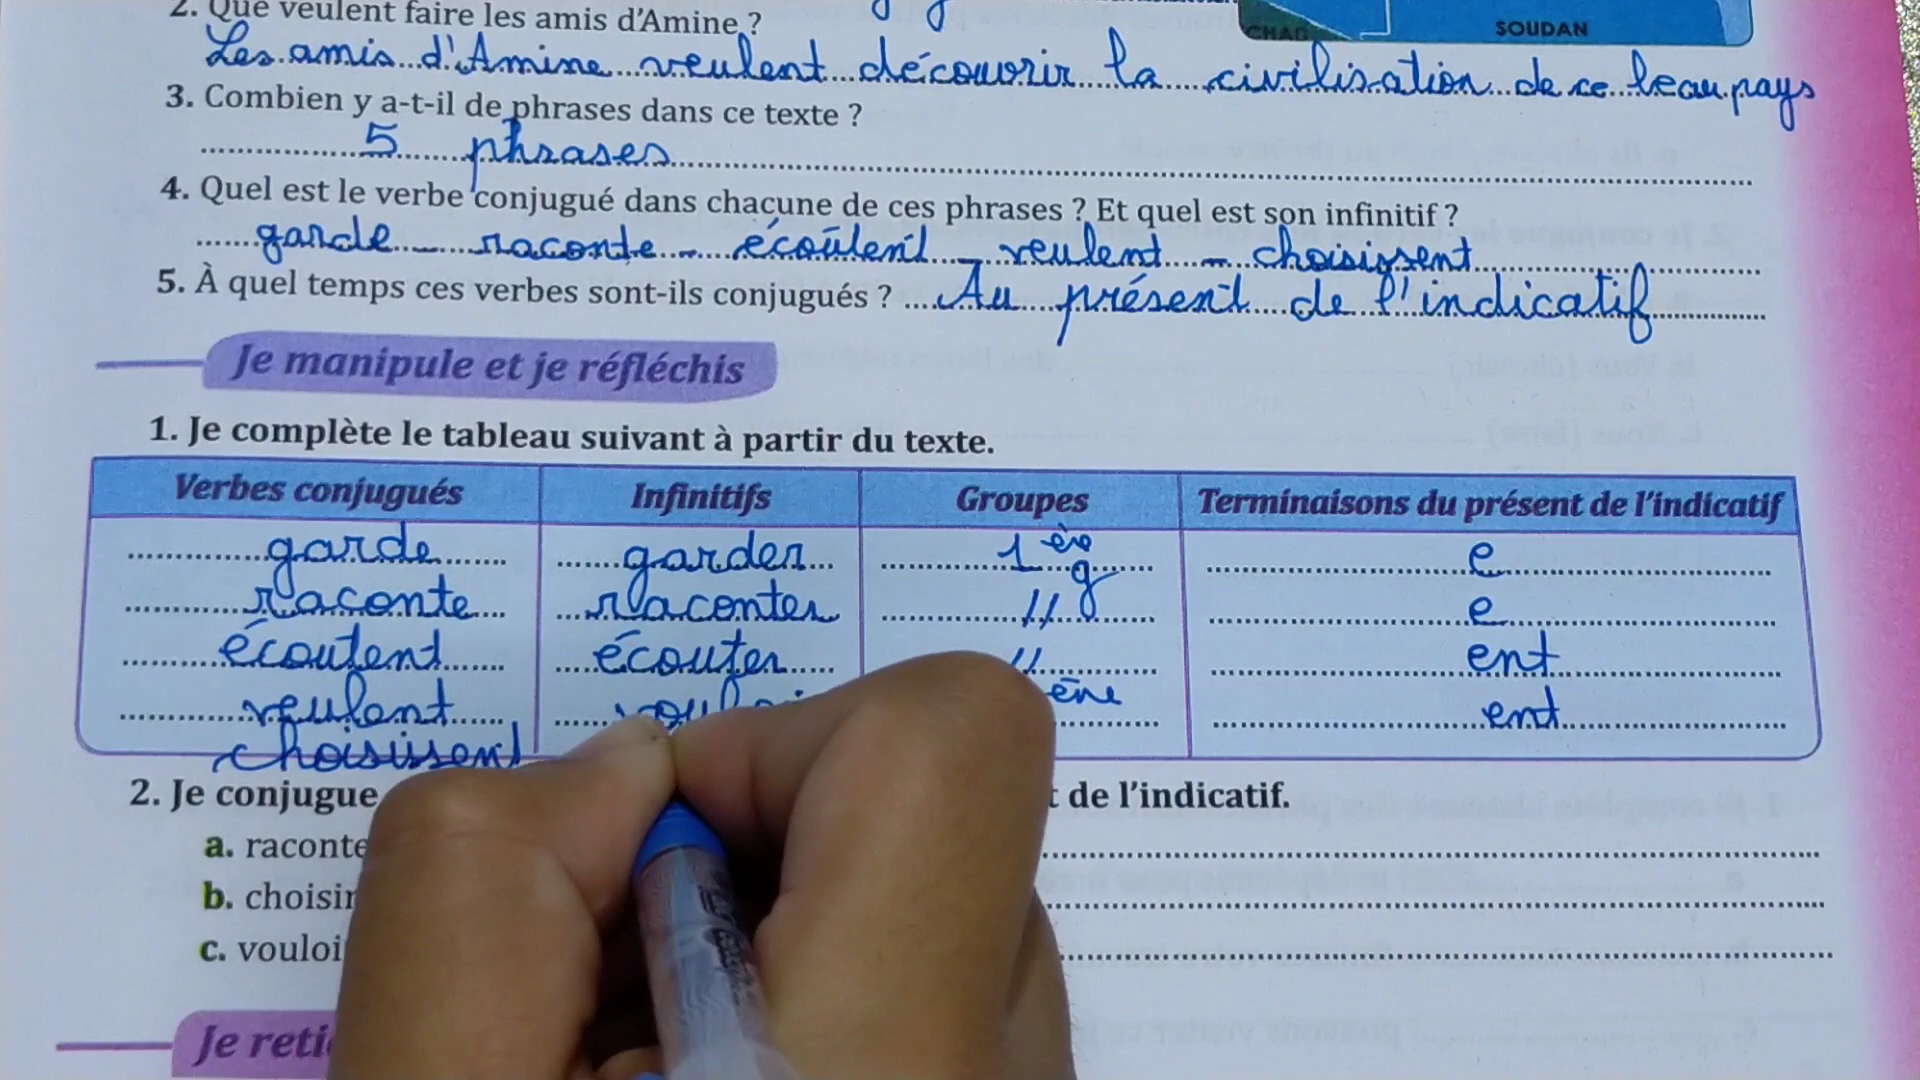 2. Que veulent faire les amis d'Amine ?
CHAD
SOUDAN
Les amis d'Amine veulent découvrir la civilisation de ce beau pays
3. Combien y a-t-il de phrases dans ce texte ?
5 phrases
4. Quel est le verbe conjugué dans chacune de ces phrases ? Et quel est son infinitif ?
garde - raconte - écoutent - veulent - choisissent
5. À quel temps ces verbes sont-ils conjugués ? Au présent de l'indicatif
Je manipule et je réfléchis
1. Je complète le tableau suivant à partir du texte.
Verbes conjugués Infinitifs Groupes Terminaisons du présent de l'indicatif
garde garder 1er g e
raconte raconter // e
écoutent écouter // ent
veulent ent
choisissent
2. Je conjugue de l'indicatif.
a. raconte
b. choisir
c. vouloi
Je reti